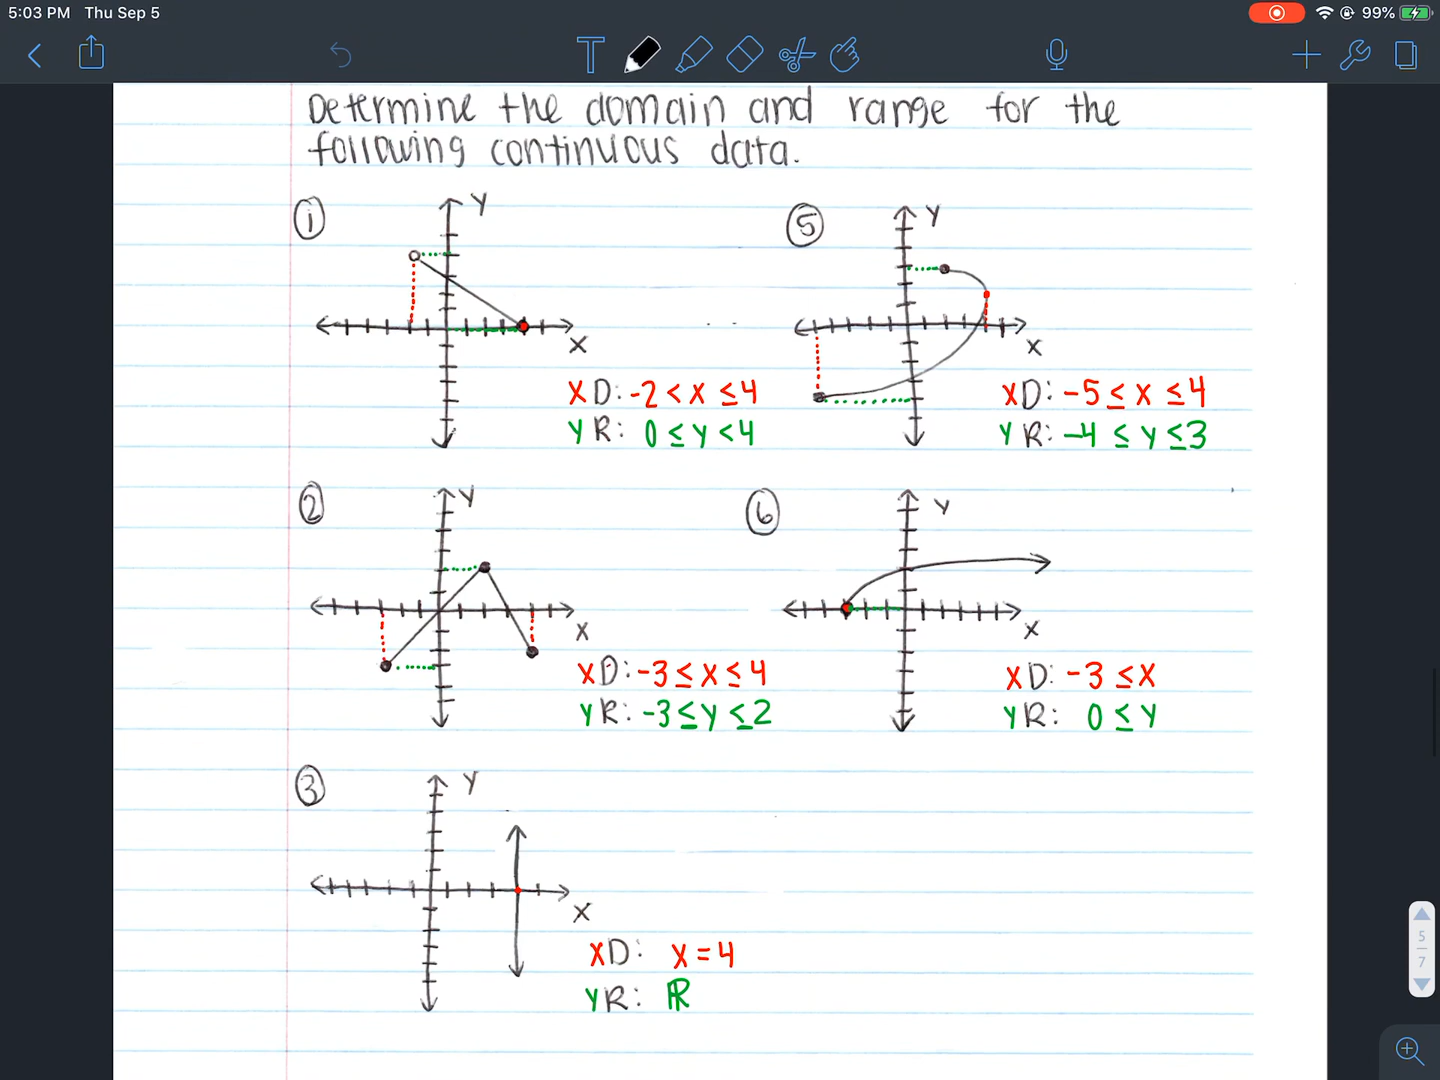 5:03 PM Thu Sep 5
99%
T
Determine the domain and range for the
following continuous data.
1
Y
X
XD: -2 < x ≤ 4
YR: 0 ≤ y < 4
2
Y
X
XD: -3 ≤ x ≤ 4
YR: -3 ≤ y ≤ 2
3
Y
X
XD: x = 4
YR: ℝ
5
Y
X
XD: -5 ≤ x ≤ 4
YR: -4 ≤ y ≤ 3
6
Y
X
XD: -3 ≤ x
YR: 0 ≤ y
5
7